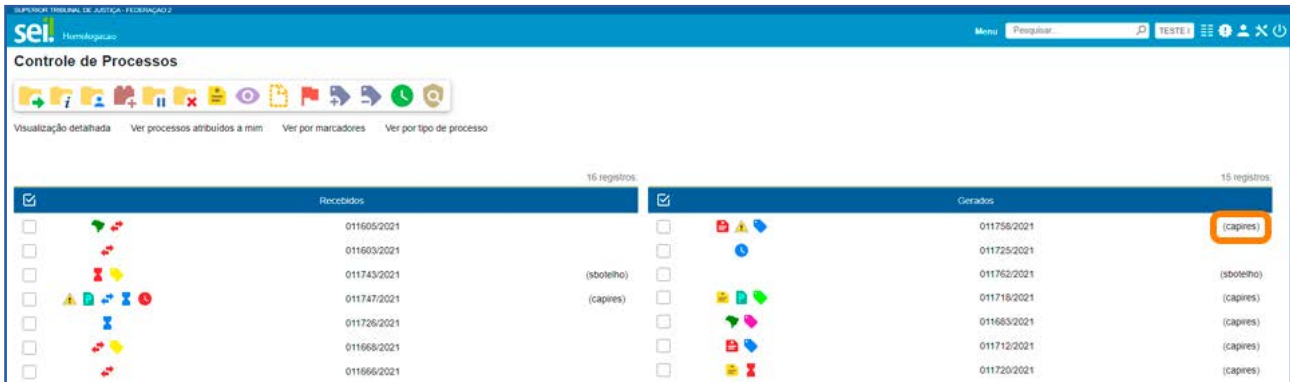 SUPERIOR TRIBUNAL DE JUSTIÇA - FEDERAÇÃO 2
sei! Homologacao
Menu Pesquisar... TESTE
Controle de Processos
Visualização detalhada Ver processos atribuídos a mim Ver por marcadores Ver por tipo de processo
16 registros:
15 registros:
Recebidos
Gerados
011605/2021
011758/2021 (capires)
011603/2021
011725/2021
011743/2021 (sbotelho)
011762/2021 (sbotelho)
011747/2021 (capires)
011718/2021 (capires)
011726/2021
011683/2021 (capires)
011668/2021
011712/2021 (capires)
011666/2021
011720/2021 (capires)